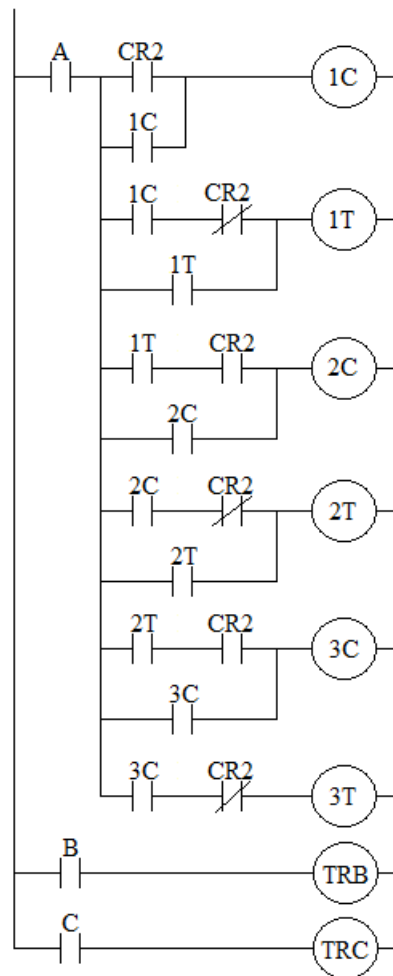 A CR2 1C
1C
1C CR2 1T
1T
1T CR2 2C
2C
2C CR2 2T
2T
2T CR2 3C
3C
3C CR2 3T
B TRB
C TRC